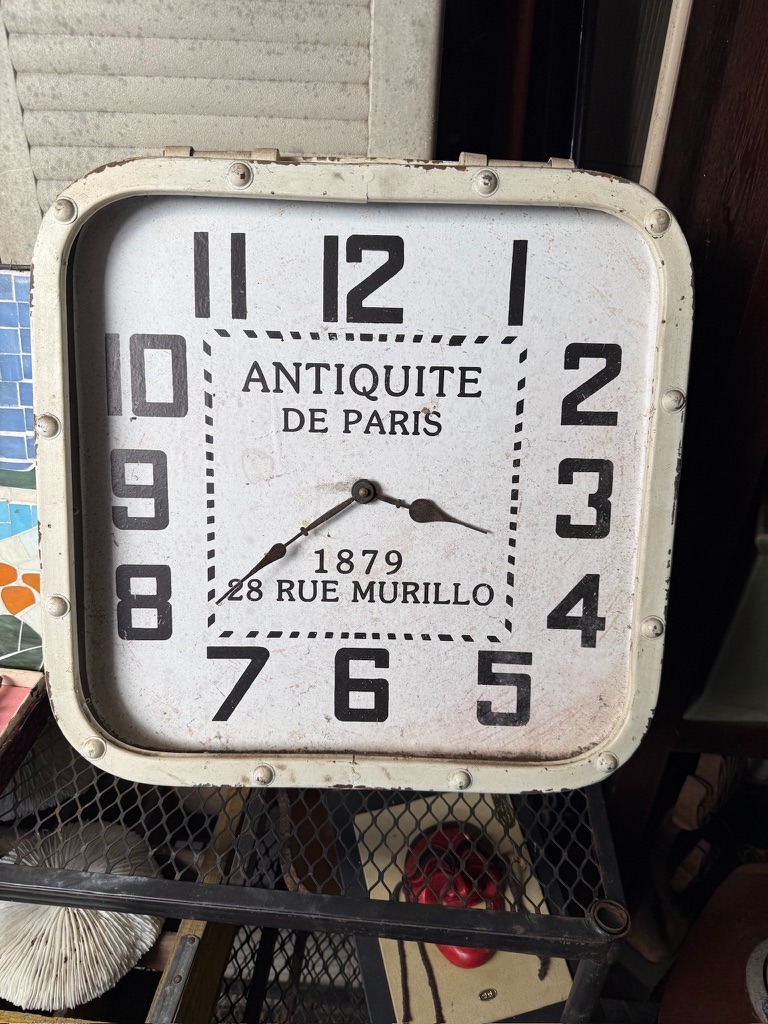 11 12 1
10 2
ANTIQUITE
DE PARIS
9 3
1879
28 RUE MURILLO
8 4
7 6 5